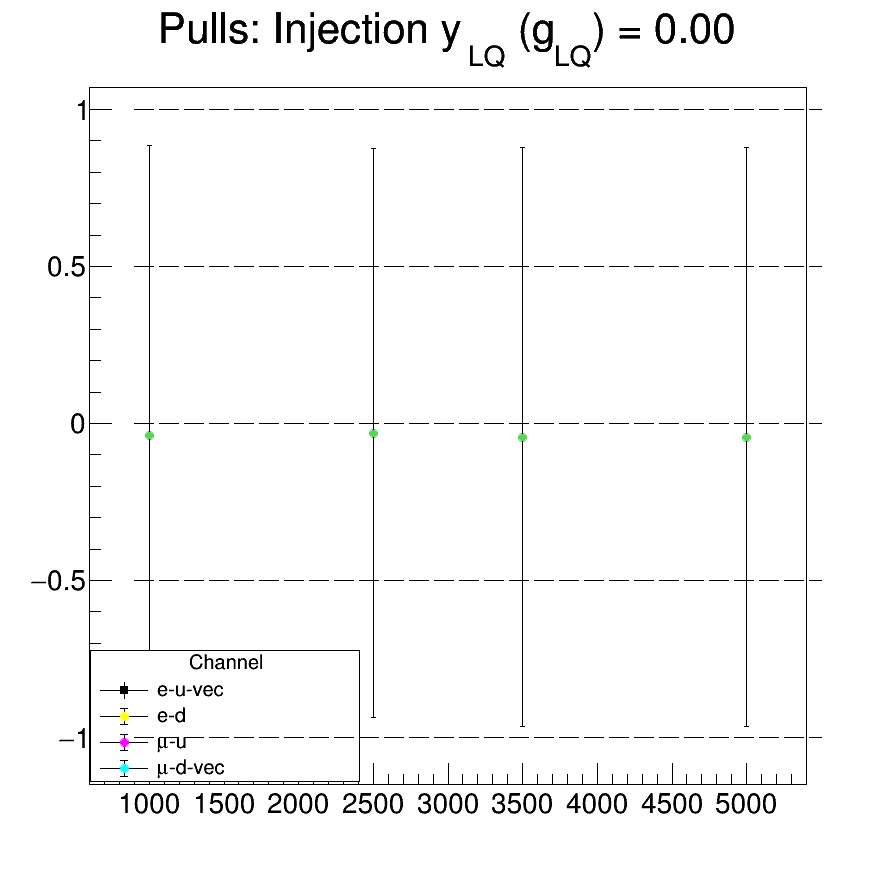 Pulls: Injection y LQ (gLQ) = 0.00
1
0.5
0
−0.5
−1
Channel
e-u-vec
e-d
μ-u
μ-d-vec
1000 1500 2000 2500 3000 3500 4000 4500 5000